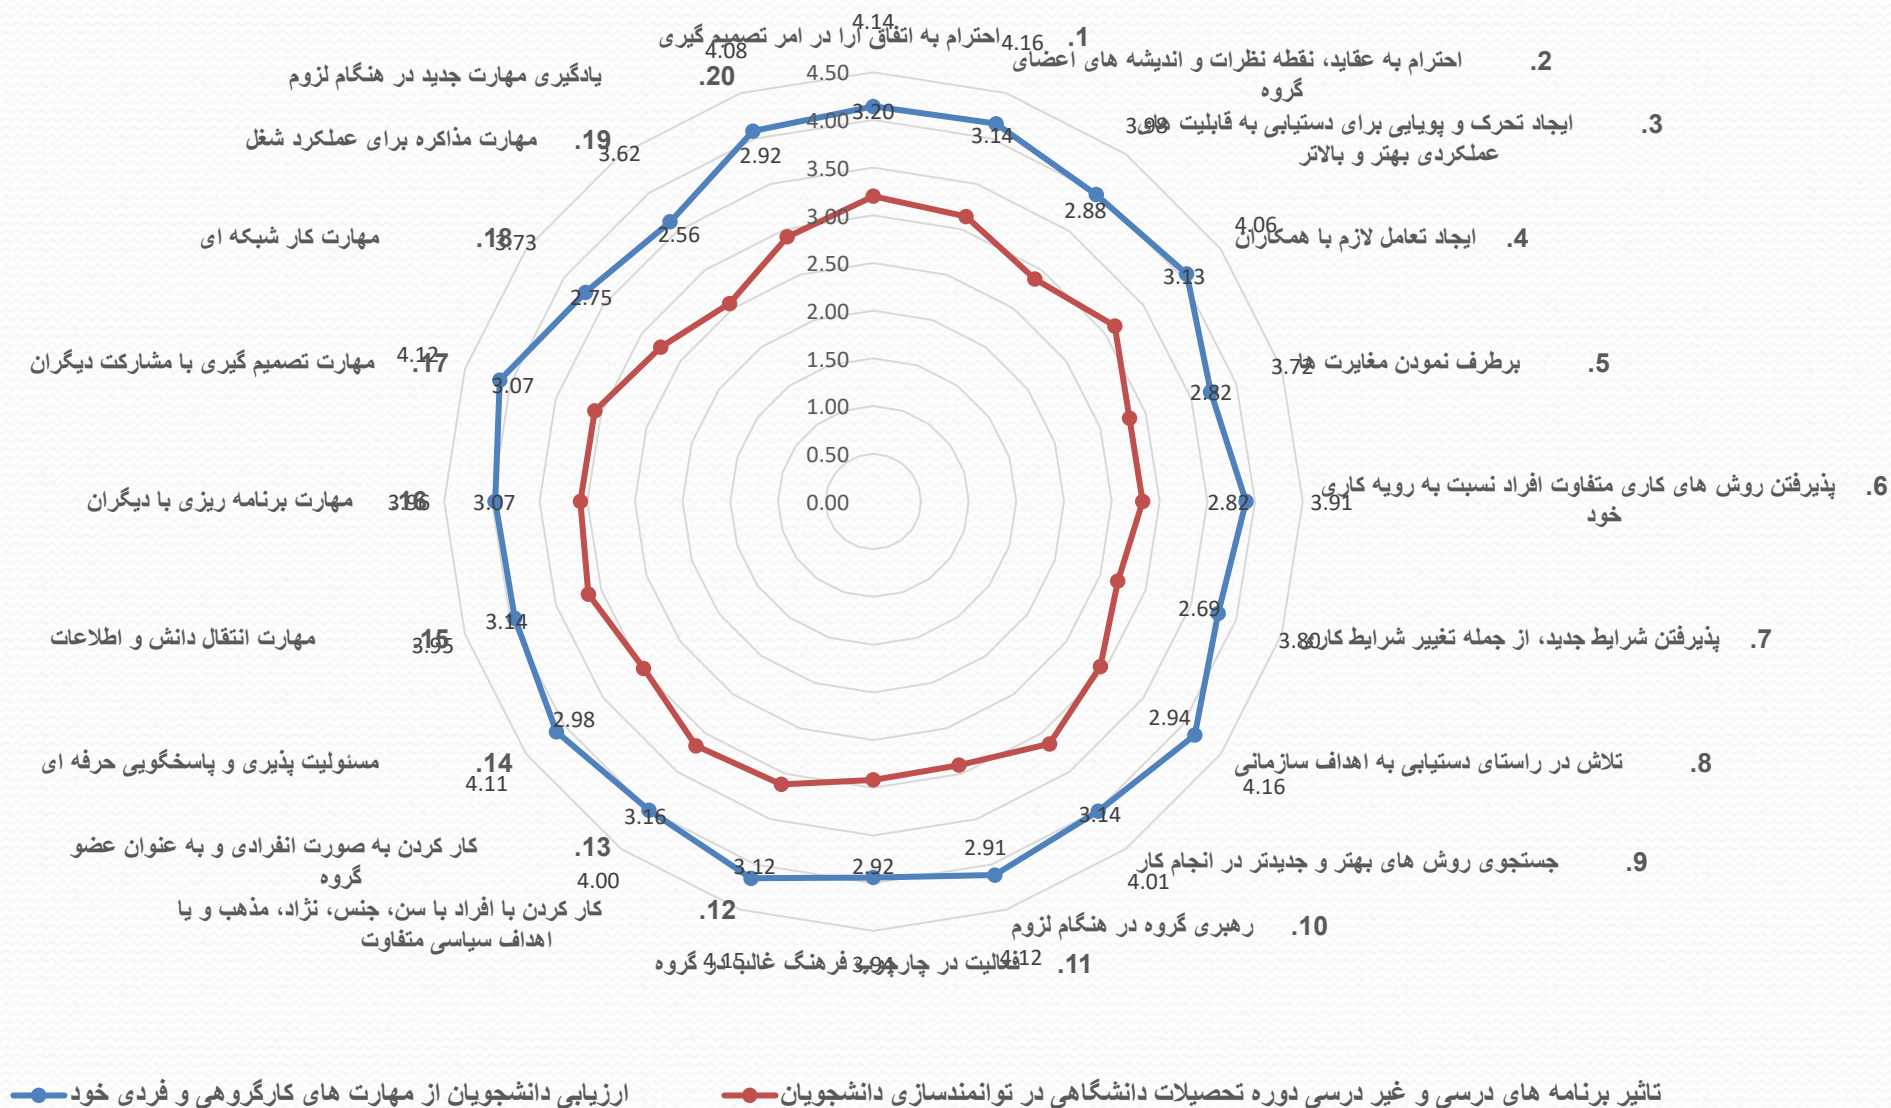 4.14
1. احترام به اتفاق آرا در امر تصمیم گیری
4.16
2. احترام به عقاید، نقطه نظرات و اندیشه های اعضای
گروه
3.98
3. ایجاد تحرک و پویایی برای دستیابی به قابلیت های
عملکردی بهتر و بالاتر
4.06
4. ایجاد تعامل لازم با همکاران
3.72
5. برطرف نمودن مغایرت ها
3.91
6. پذیرفتن روش های کاری متفاوت افراد نسبت به رویه کاری
خود
3.80
7. پذیرفتن شرایط جدید، از جمله تغییر شرایط کاری
8. تلاش در راستای دستیابی به اهداف سازمانی
4.16
9. جستجوی روش های بهتر و جدیدتر در انجام کار
4.01
10. رهبری گروه در هنگام لزوم
4.12
11. فعالیت در چارچوب فرهنگ غالب در گروه
3.94
12. کار کردن با افراد با سن، جنس، نژاد، مذهب و یا
اهداف سیاسی متفاوت
4.15
13. کار کردن به صورت انفرادی و به عنوان عضو
گروه
4.00
14. مسئولیت پذیری و پاسخگویی حرفه ای
4.11
15. مهارت انتقال دانش و اطلاعات
3.95
16. مهارت برنامه ریزی با دیگران
3.96
17. مهارت تصمیم گیری با مشارکت دیگران
4.12
18. مهارت کار شبکه ای
3.73
19. مهارت مذاکره برای عملکرد شغل
3.62
20. یادگیری مهارت جدید در هنگام لزوم
4.08
3.20
3.14
2.88
3.13
2.82
2.82
2.69
2.94
3.14
2.91
2.92
3.12
3.16
2.98
3.14
3.07
3.07
2.75
2.56
2.92
4.50
4.00
3.50
3.00
2.50
2.00
1.50
1.00
0.50
0.00
تاثیر برنامه های درسی و غیر درسی دوره تحصیلات دانشگاهی در توانمندسازی دانشجویان
ارزیابی دانشجویان از مهارت های کارگروهی و فردی خود